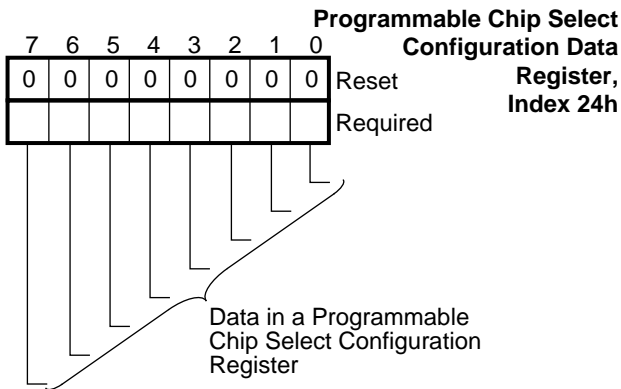 Programmable Chip Select
Configuration Data
Register,
Index 24h
7 6 5 4 3 2 1 0
0 0 0 0 0 0 0 0 Reset
Required
Data in a Programmable
Chip Select Configuration
Register